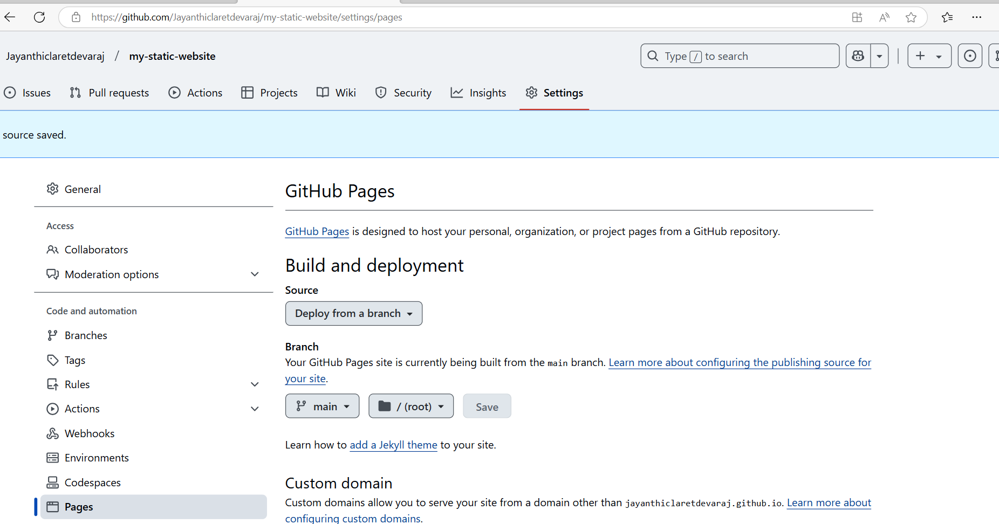 https://github.com/Jayanthiclaretdevaraj/my-static-website/settings/pages
Jayanthiclaretdevaraj / my-static-website
Type / to search
Issues Pull requests Actions Projects Wiki Security Insights Settings
source saved.
General
Access
Collaborators
Moderation options
Code and automation
Branches
Tags
Rules
Actions
Webhooks
Environments
Codespaces
Pages
GitHub Pages
GitHub Pages is designed to host your personal, organization, or project pages from a GitHub repository.
Build and deployment
Source
Deploy from a branch
Branch
Your GitHub Pages site is currently being built from the main branch. Learn more about configuring the publishing source for
your site.
main / (root) Save
Learn how to add a Jekyll theme to your site.
Custom domain
Custom domains allow you to serve your site from a domain other than jayanthiclaretdevaraj.github.io. Learn more about
configuring custom domains.